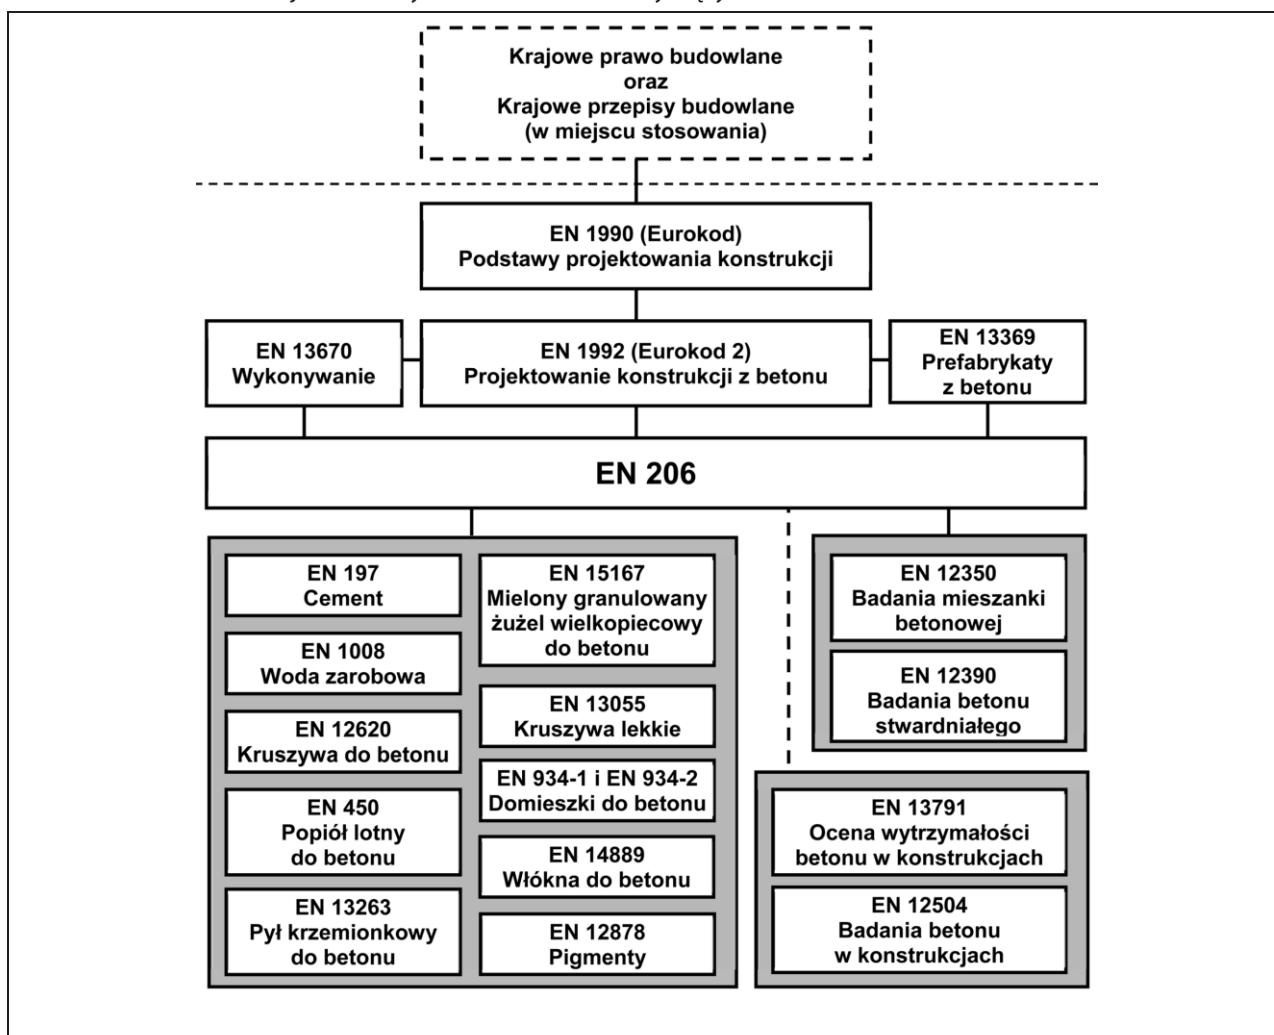 Krajowe prawo budowlane
oraz
Krajowe przepisy budowlane
(w miejscu stosowania)
EN 1990 (Eurokod)
Podstawy projektowania konstrukcji
EN 13670
Wykonywanie
EN 1992 (Eurokod 2)
Projektowanie konstrukcji z betonu
EN 13369
Prefabrykaty
z betonu
EN 206
EN 197
Cement
EN 1008
Woda zarobowa
EN 12620
Kruszywa do betonu
EN 450
Popiół lotny
do betonu
EN 13263
Pył krzemionkowy
do betonu
EN 15167
Mielony granulowany
żużel wielkopiecowy
do betonu
EN 13055
Kruszywa lekkie
EN 934-1 i EN 934-2
Domieszki do betonu
EN 14889
Włókna do betonu
EN 12878
Pigmenty
EN 12350
Badania mieszanki
betonowej
EN 12390
Badania betonu
stwardniałego
EN 13791
Ocena wytrzymałości
betonu w konstrukcjach
EN 12504
Badania betonu
w konstrukcjach